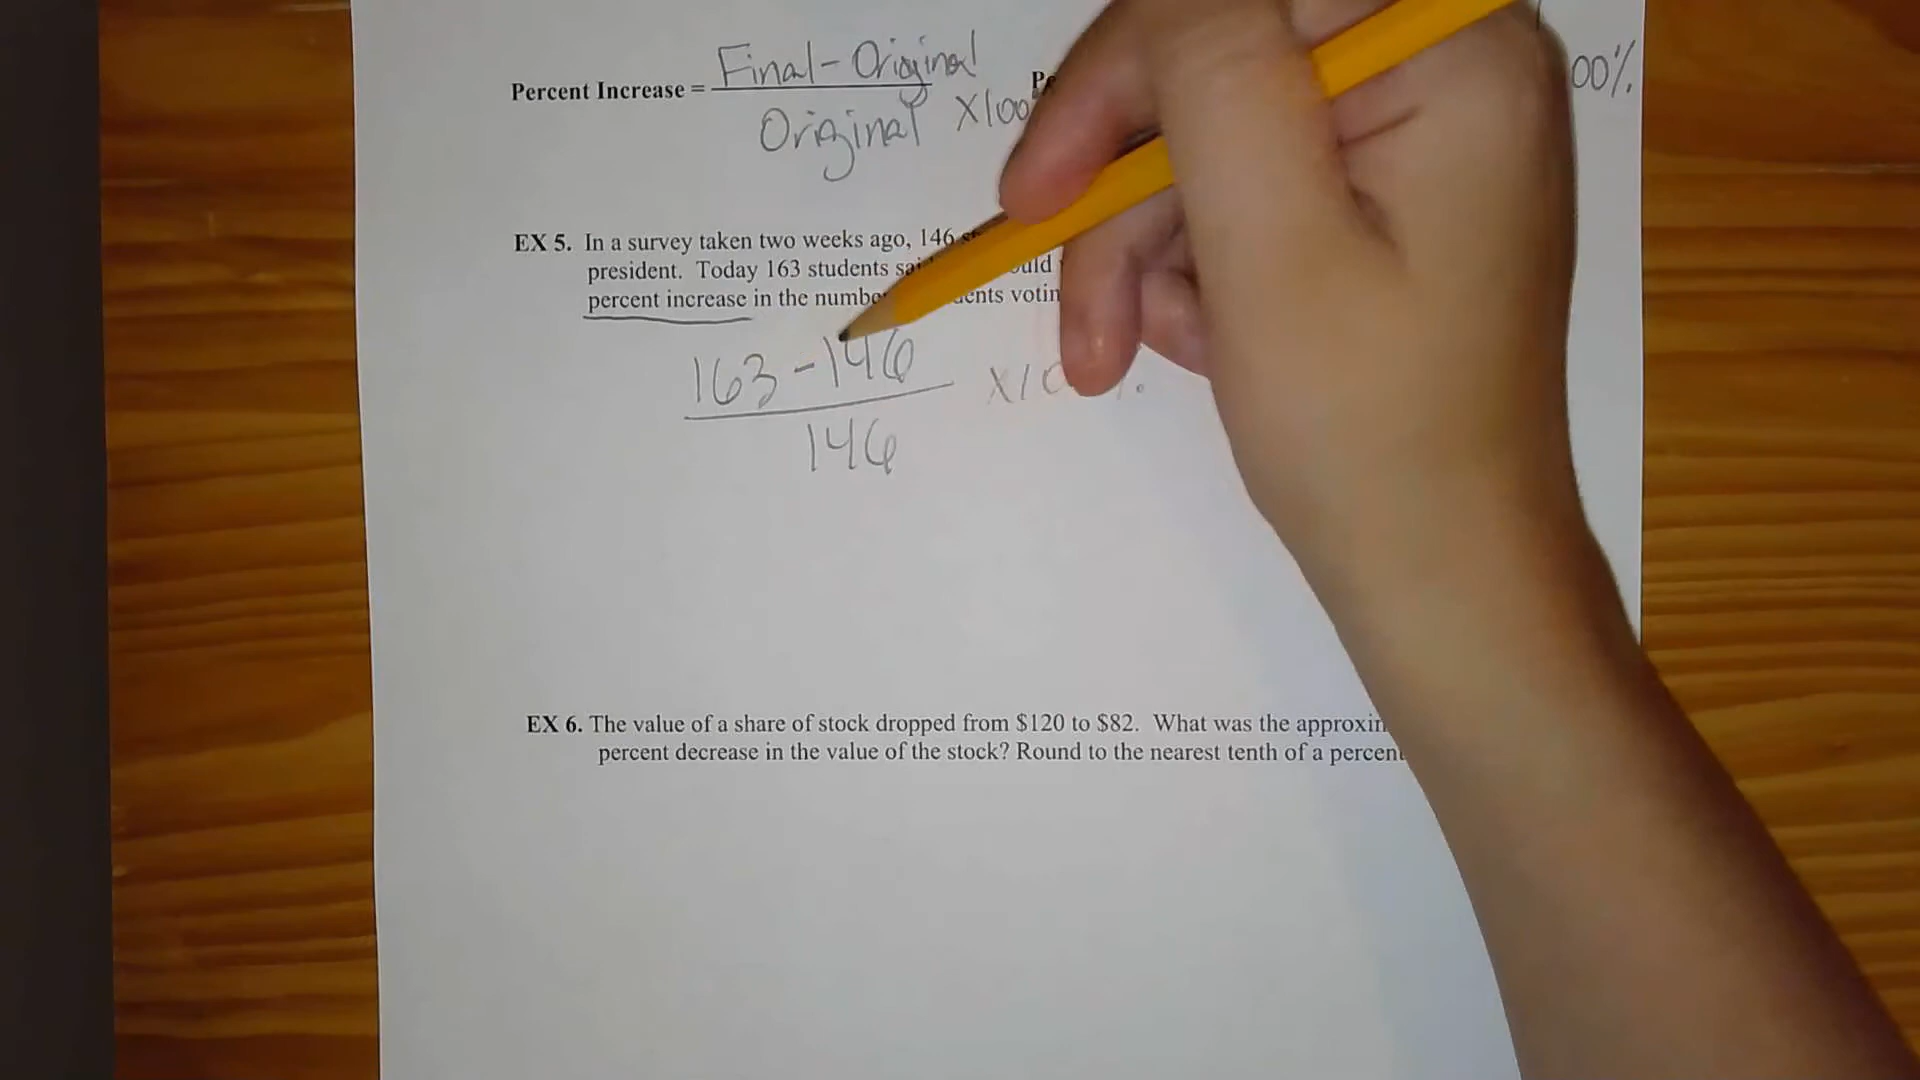 Final - Original
Percent Increase = 00%
Original X100
EX 5. In a survey taken two weeks ago, 146
president. Today 163 students
percent increase in the votin
163 - 146
X1
146
EX 6. The value of a share of stock dropped from $120 to $82. What was the
percent decrease in the value of the stock? Round to the nearest tenth of a percent